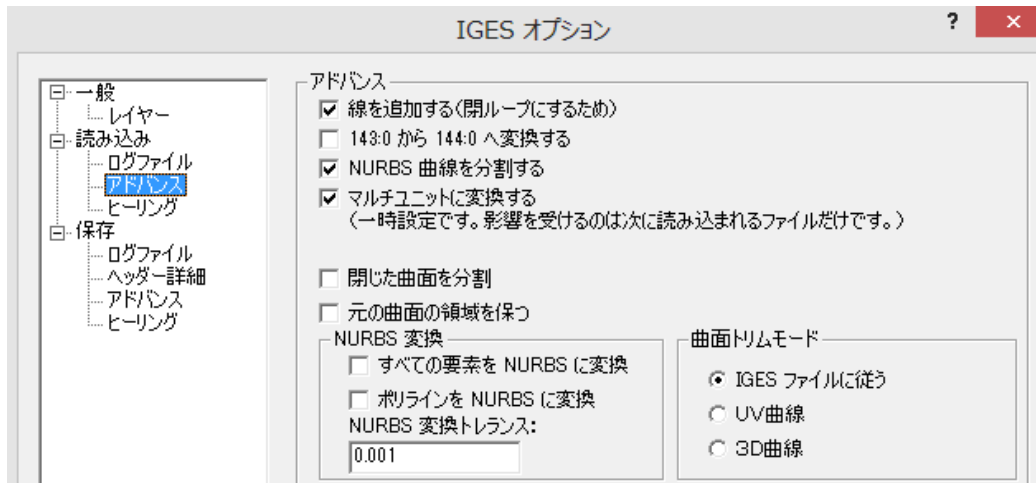 IGES オプション
? ×
一般
レイヤー
読み込み
ログファイル
アドバンス
ヒーリング
保存
ログファイル
ヘッダー詳細
アドバンス
ヒーリング
アドバンス
線を追加する(閉ループにするため)
143:0 から 144:0 へ変換する
NURBS 曲線を分割する
マルチユニットに変換する
(一時設定です。影響を受けるのは次に読み込まれるファイルだけです。)
閉じた曲面を分割
元の曲面の領域を保つ
NURBS 変換
すべての要素を NURBS に変換
ポリラインを NURBS に変換
NURBS 変換トレランス:
0.001
曲面トリムモード
IGES ファイルに従う
UV曲線
3D曲線